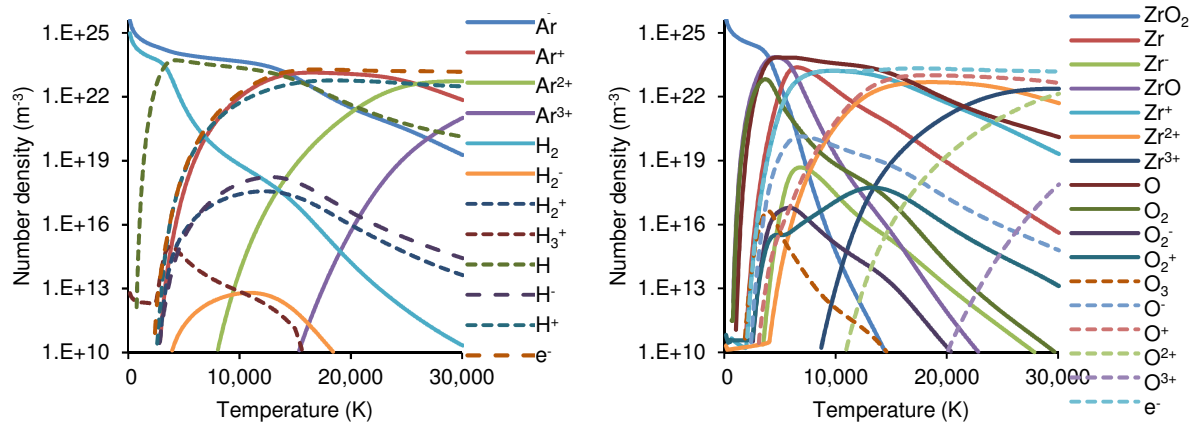 1.E+25
1.E+22
1.E+19
1.E+16
1.E+13
1.E+10
Number density (m⁻³)
0
10,000
20,000
30,000
Temperature (K)
Ar
Ar⁺
Ar²⁺
Ar³⁺
H₂
H₂⁻
H₂⁺
H₃⁺
H
H⁻
H⁺
e⁻
1.E+25
1.E+22
1.E+19
1.E+16
1.E+13
1.E+10
Number density (m⁻³)
0
10,000
20,000
30,000
Temperature (K)
ZrO₂
Zr
Zr⁻
ZrO
Zr⁺
Zr²⁺
Zr³⁺
O
O₂
O₂⁻
O₂⁺
O₃
O⁻
O⁺
O²⁺
O³⁺
e⁻